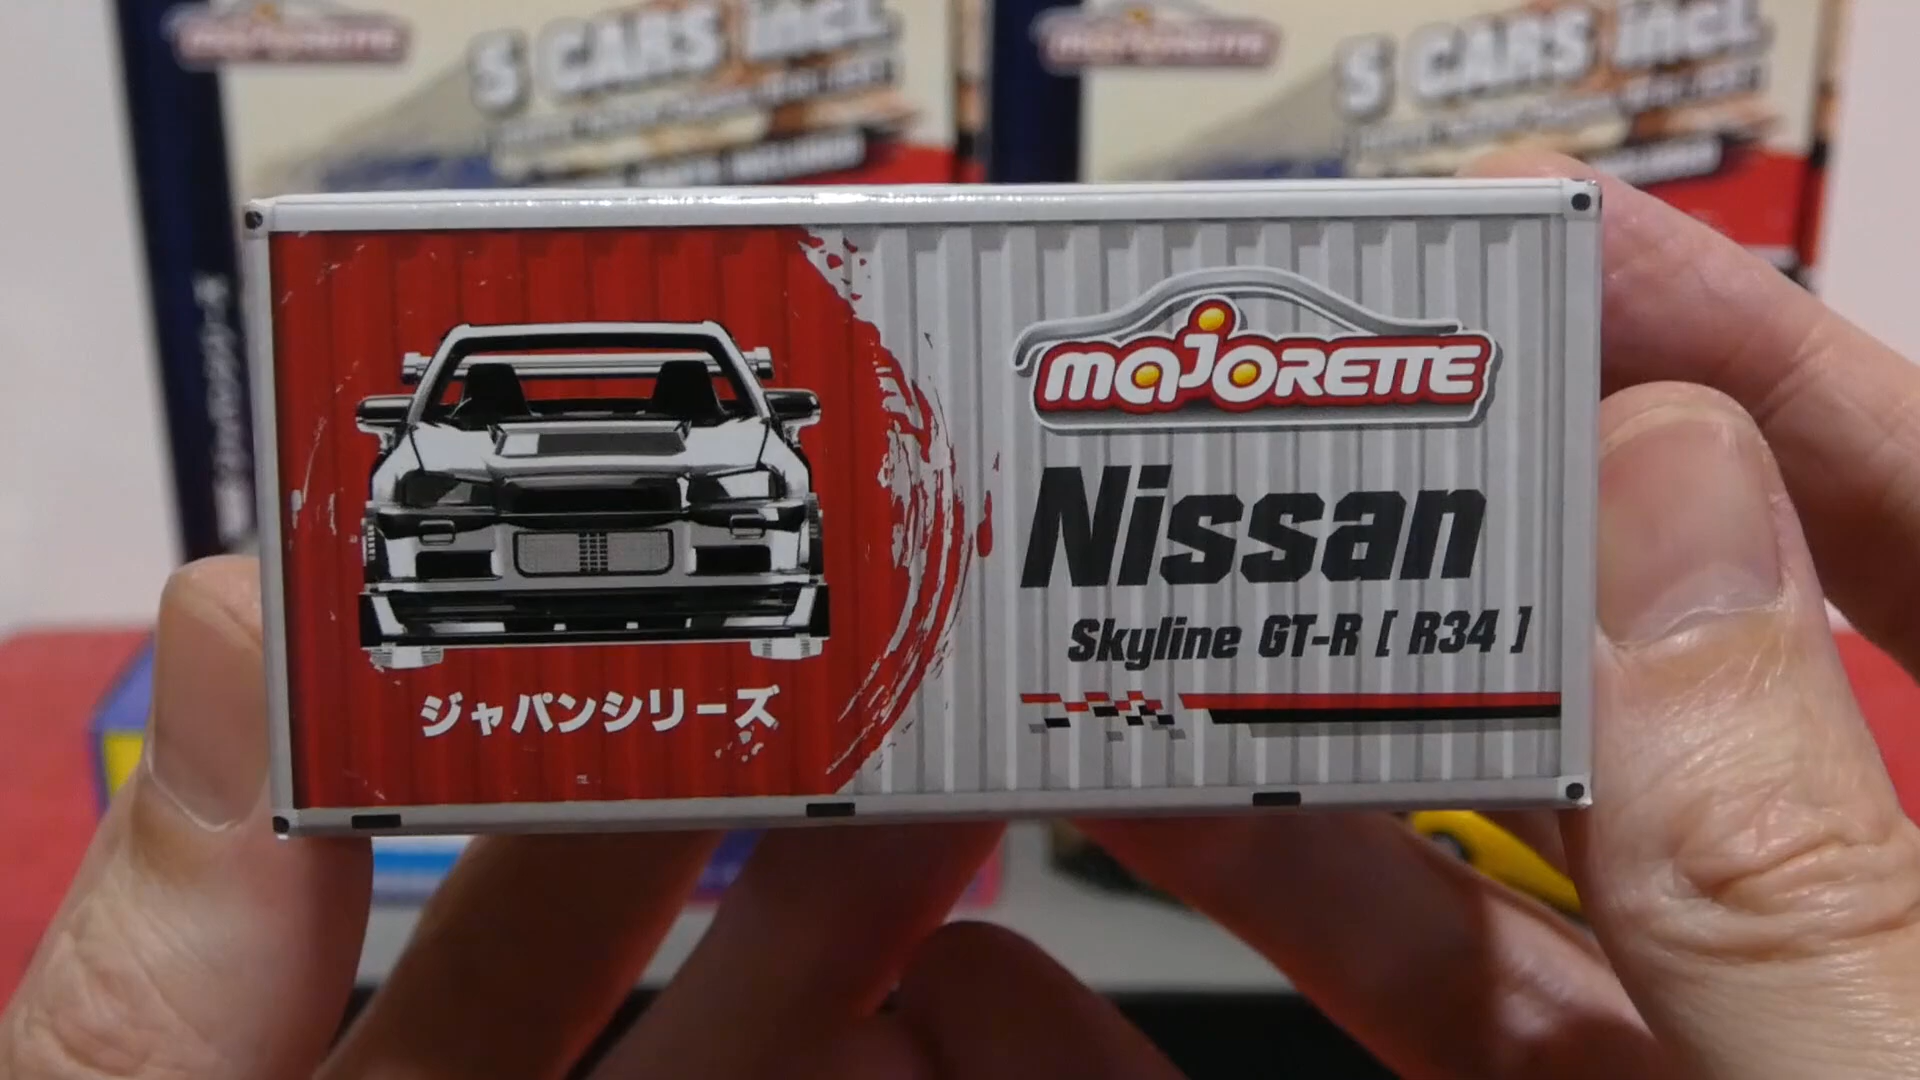 majorette
5 CARS incl.
majorette
5 CARS incl.
majorette
Nissan
Skyline GT-R [ R34 ]
ジャパンシリーズ